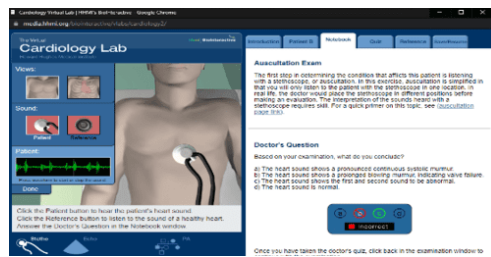 Cardiology Virtual Lab | HHMI's BioInteractive - Google Chrome
media.hhmi.org/biointeractive/vlabs/cardiology2/
The Virtual
Cardiology Lab
Views:
Sound:
Patient
Reference
Patient:
Done
Click the Patient button to hear the patient's heart sound.
Click the Reference button to listen to the sound of a healthy heart.
Answer the Doctor's Question in the Notebook window.
Introduction
Notebook
Quiz
Reference
Auscultation Exam
The first step in determining the condition that afflicts this patient is listening
with a stethoscope, or auscultation. In this exercise, auscultation is simplified in
that you will only listen to the patient with the stethoscope in one location. In
real life, the doctor would place the stethoscope in different positions before
making an evaluation. The interpretation of the sounds heard with a
stethoscope requires skill. For a quick primer on this topic, see (auscultation
page link).
Doctor's Question
Based on your examination, what do you conclude?
a) The heart sound shows a pronounced continuous systolic murmur.
b) The heart sound shows a prolonged blowing murmur, indicating valve failure.
c) The heart sound shows the first and second sound to be abnormal.
d) The heart sound is normal.
Incorrect
Once you have taken the doctor's quiz, click back in the examination window to